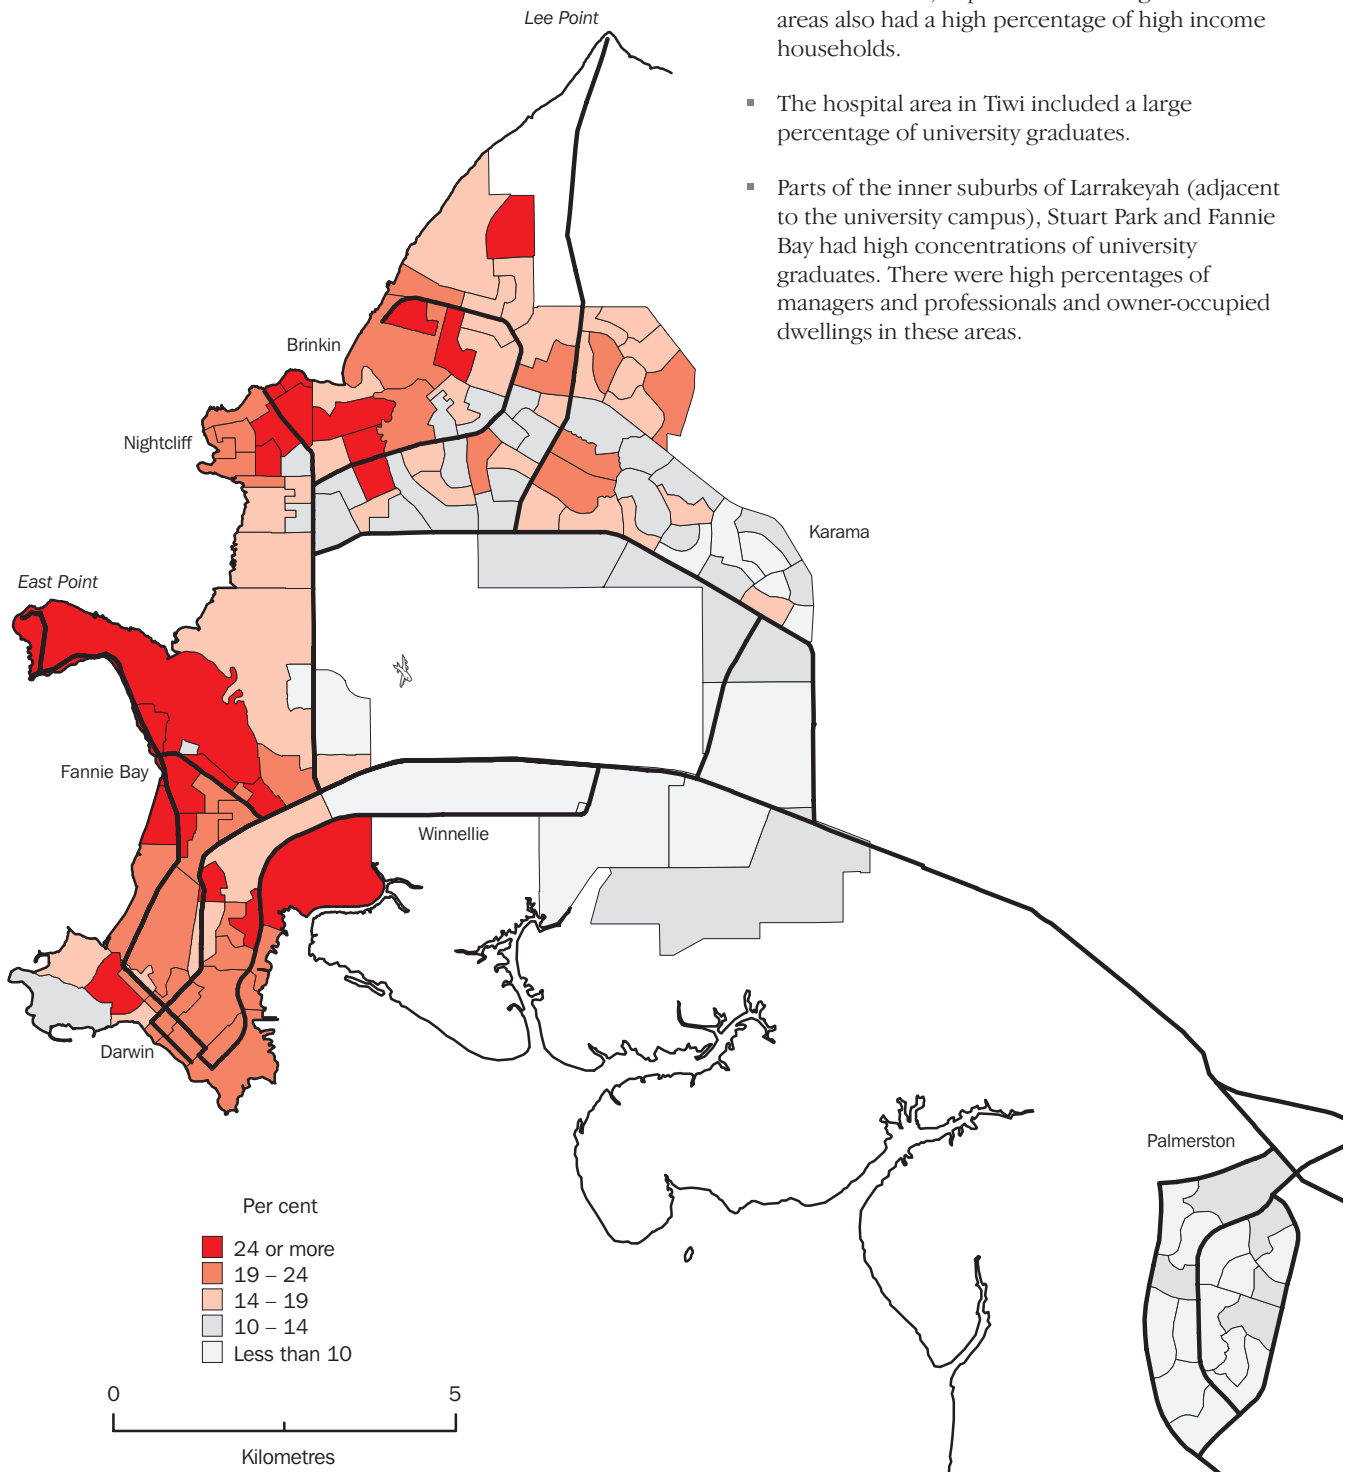 Lee Point
areas also had a high percentage of high income
households.
▪ The hospital area in Tiwi included a large
percentage of university graduates.
▪ Parts of the inner suburbs of Larrakeyah (adjacent
to the university campus), Stuart Park and Fannie
Bay had high concentrations of university
graduates. There were high percentages of
managers and professionals and owner-occupied
dwellings in these areas.
Brinkin
Nightcliff
Karama
East Point
Fannie Bay
Winnellie
Darwin
Palmerston
Per cent
24 or more
19 – 24
14 – 19
10 – 14
Less than 10
0 5
Kilometres